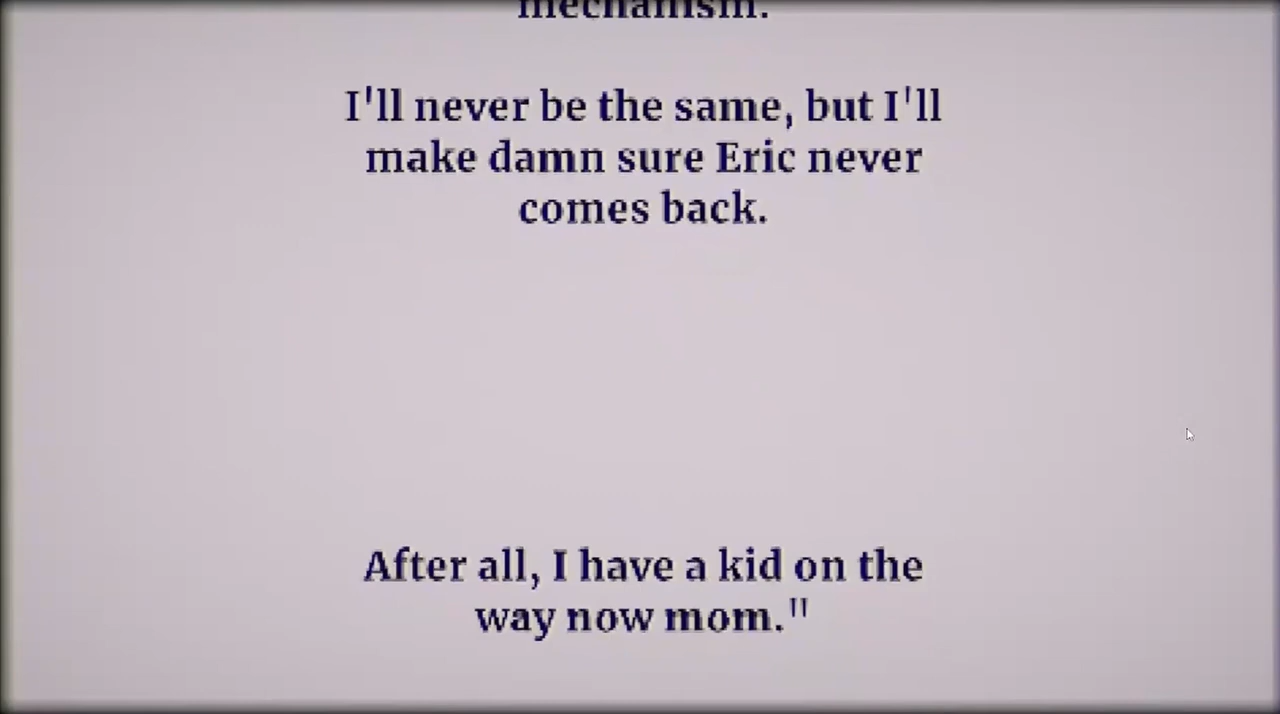 mechanism.
I'll never be the same, but I'll
make damn sure Eric never
comes back.
After all, I have a kid on the
way now mom."